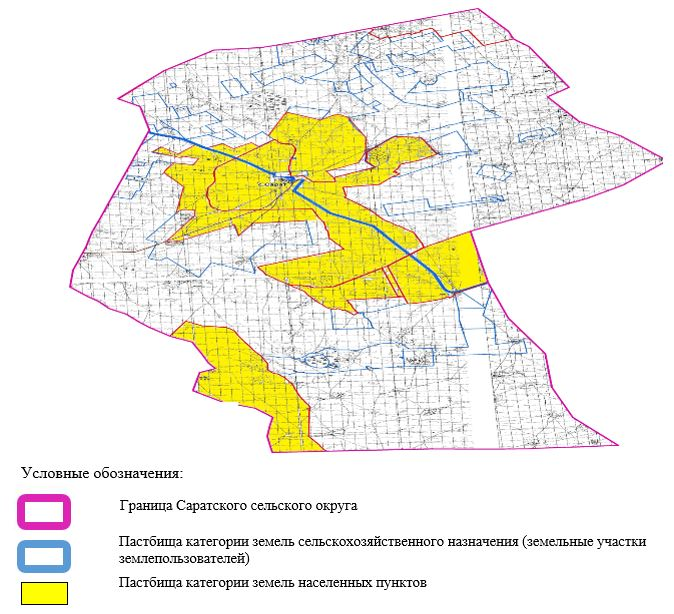 Условные обозначения:
Граница Саратского сельского округа
Пастбища категории земель сельскохозяйственного назначения (земельные участки
землепользователей)
Пастбища категории земель населенных пунктов